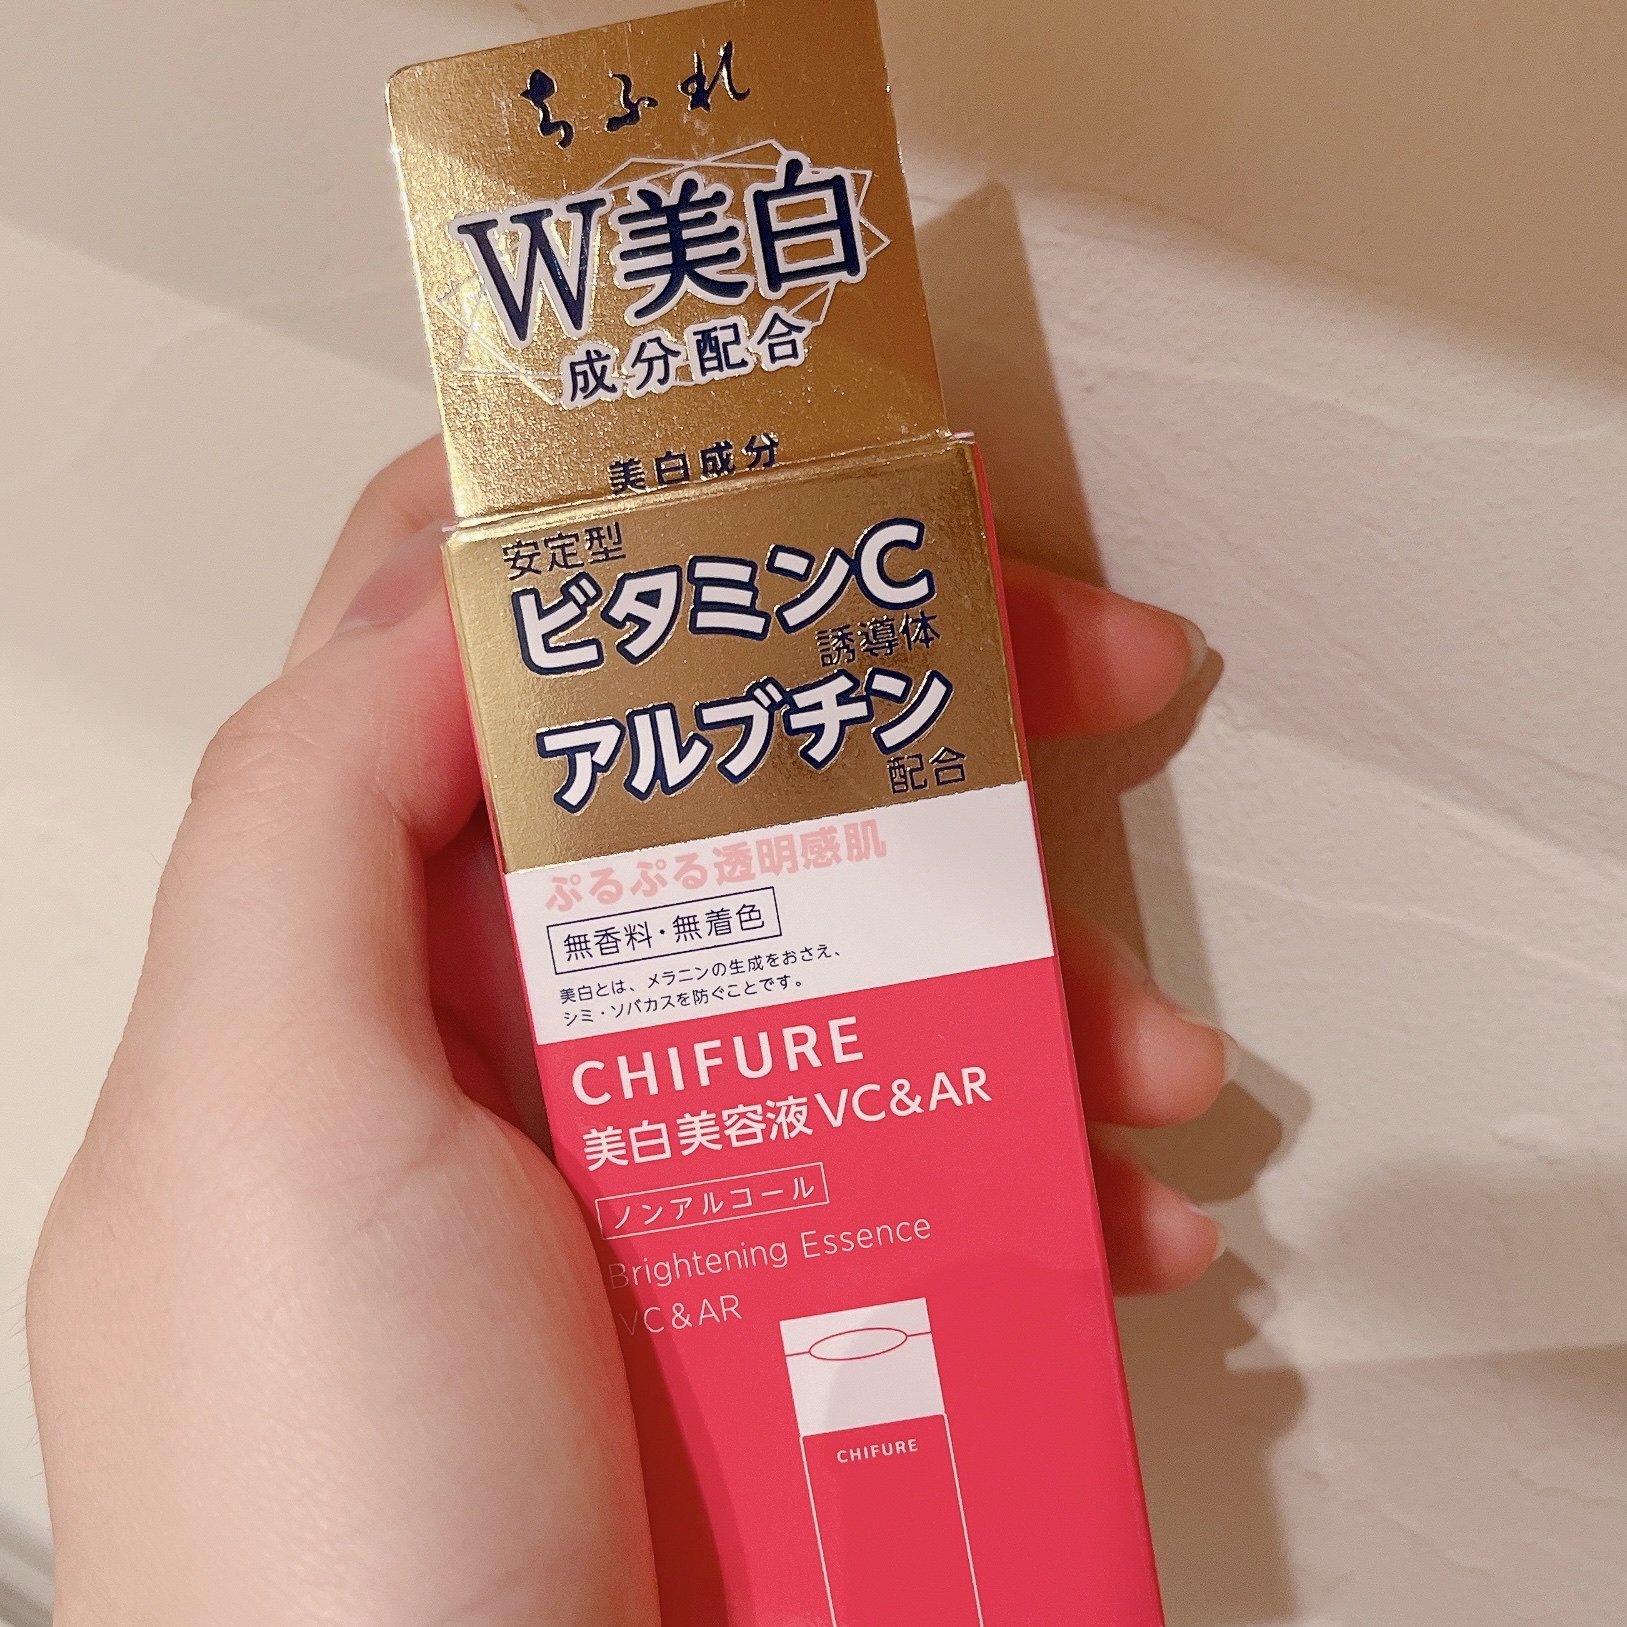 ちふれ
W美白
成分配合
美白成分
安定型
ビタミンC
誘導体
アルブチン
配合
ぷるぷる透明感肌
無香料・無着色
美白とは、メラニンの生成をおさえ、
シミ・ソバカスを防ぐことです。
CHIFURE
美白美容液VC&AR
ノンアルコール
Brightening Essence
VC&AR
CHIFURE